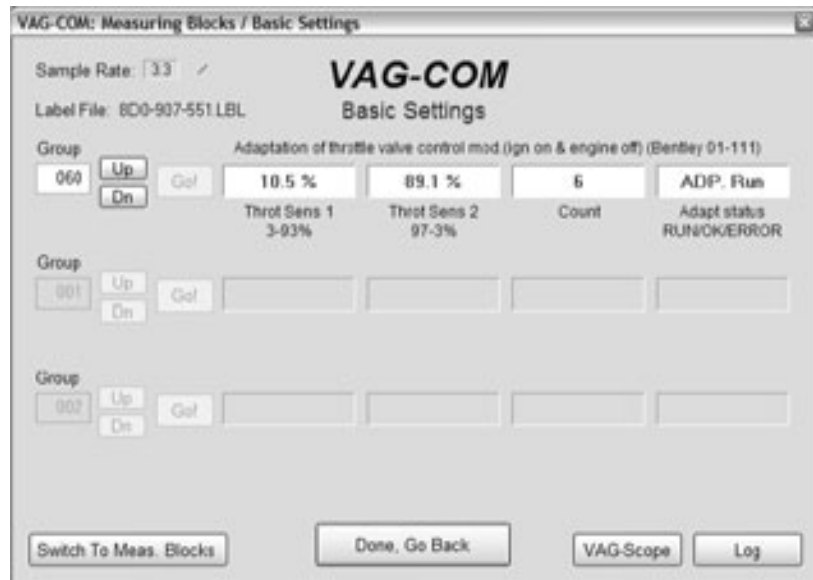 VAG-COM: Measuring Blocks / Basic Settings
Sample Rate: 3.3
VAG-COM
Label File: 8D0-907-551.LBL
Basic Settings
Group
Adaptation of throttle valve control mod.(ign on & engine off) (Bentley 01-111)
060 Up Dn Go! 10.5 % 89.1 % 6 ADP. Run
Throt Sens 1 Throt Sens 2 Count Adapt status
3-93% 97-3% RUN/OK/ERROR
Group
001 Up Dn Go!
Group
002 Up Dn Go!
Switch To Meas. Blocks Done, Go Back VAG-Scope Log